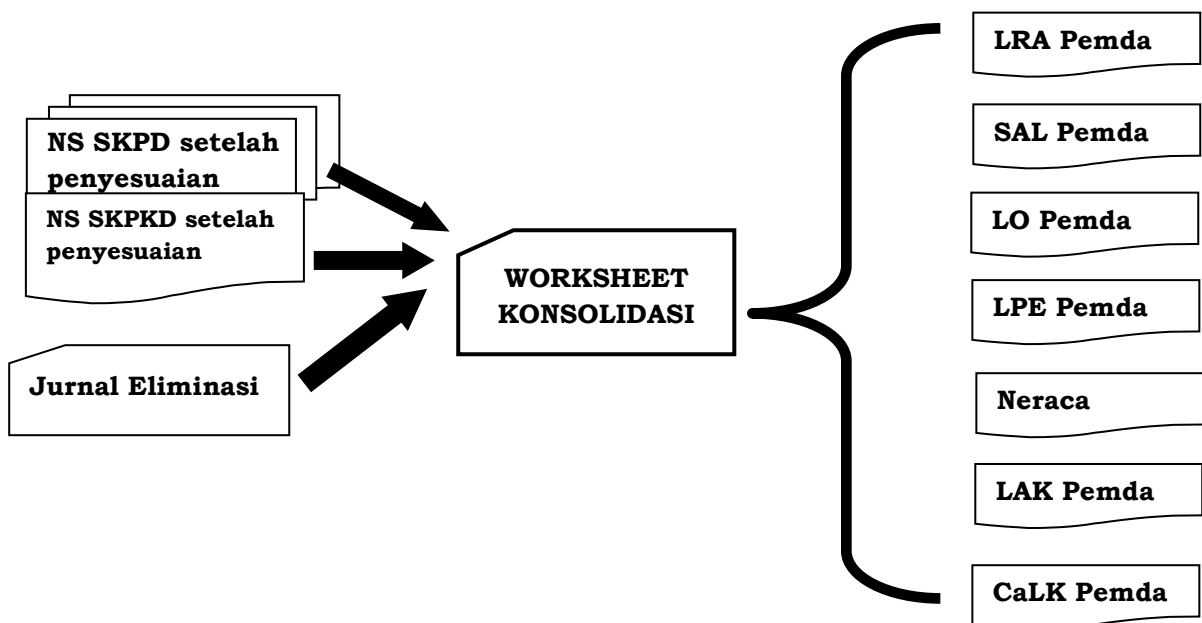 NS SKPD setelah
penyesuaian
NS SKPKD setelah
penyesuaian
Jurnal Eliminasi
WORKSHEET
KONSOLIDASI
LRA Pemda
SAL Pemda
LO Pemda
LPE Pemda
Neraca
LAK Pemda
CaLK Pemda